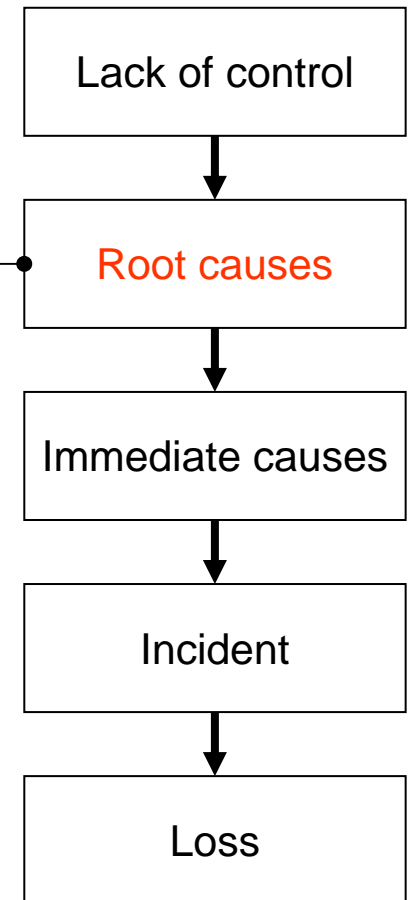 Lack of control
Root causes
Immediate causes
Incident
Loss